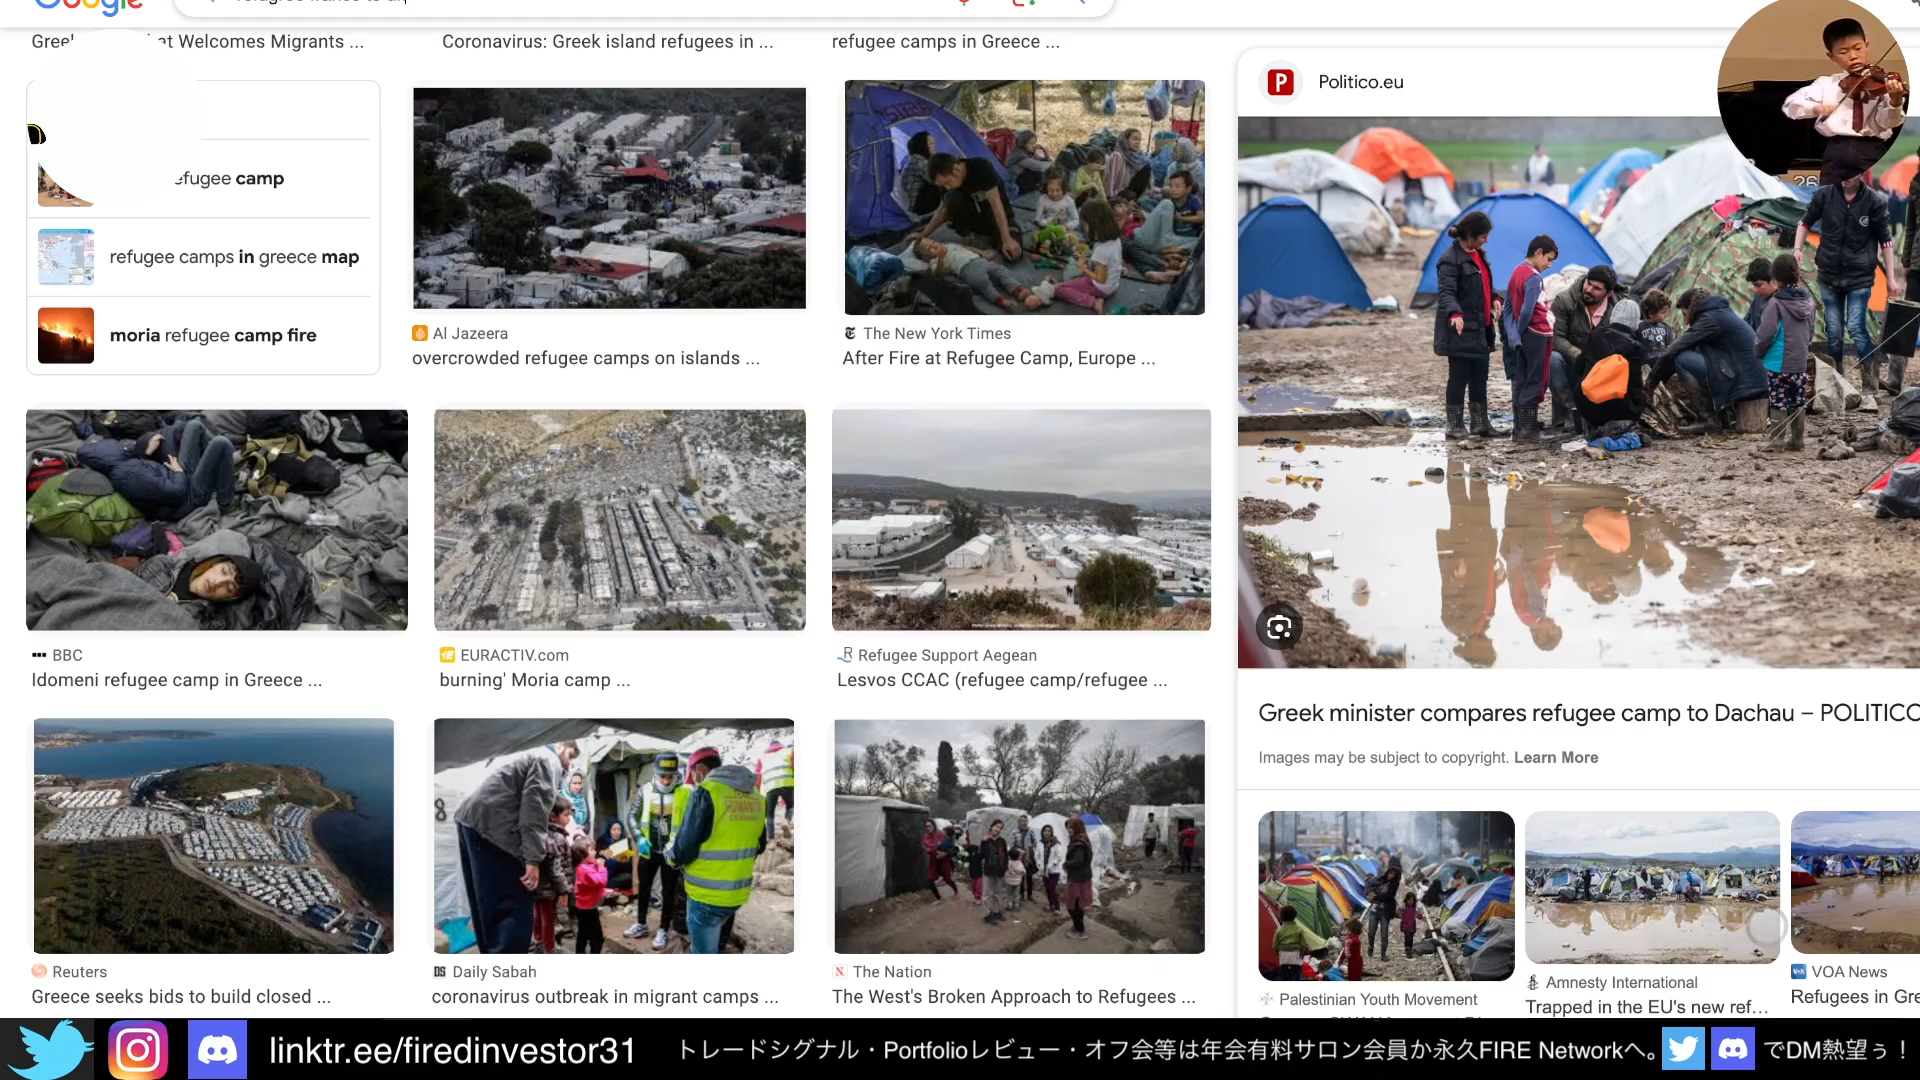 at Welcomes Migrants ...
Coronavirus: Greek island refugees in ...
refugee camps in Greece ...
Politico.eu
efugee camp
refugee camps in greece map
moria refugee camp fire
Al Jazeera
overcrowded refugee camps on islands ...
The New York Times
After Fire at Refugee Camp, Europe ...
26
BBC
Idomeni refugee camp in Greece ...
EURACTIV.com
burning' Moria camp ...
Refugee Support Aegean
Lesvos CCAC (refugee camp/refugee ...
Greek minister compares refugee camp to Dachau – POLITICO
Images may be subject to copyright. Learn More
Reuters
Greece seeks bids to build closed ...
DS Daily Sabah
coronavirus outbreak in migrant camps ...
N The Nation
The West's Broken Approach to Refugees ...
Palestinian Youth Movement
Amnesty International
Trapped in the EU's new ref...
VOA News
Refugees in Gre
linktr.ee/firedinvestor31
トレードシグナル・Portfolioレビュー・オフ会等は年会有料サロン会員か永久FIRE Networkへ。
でDM熱望ぅ！